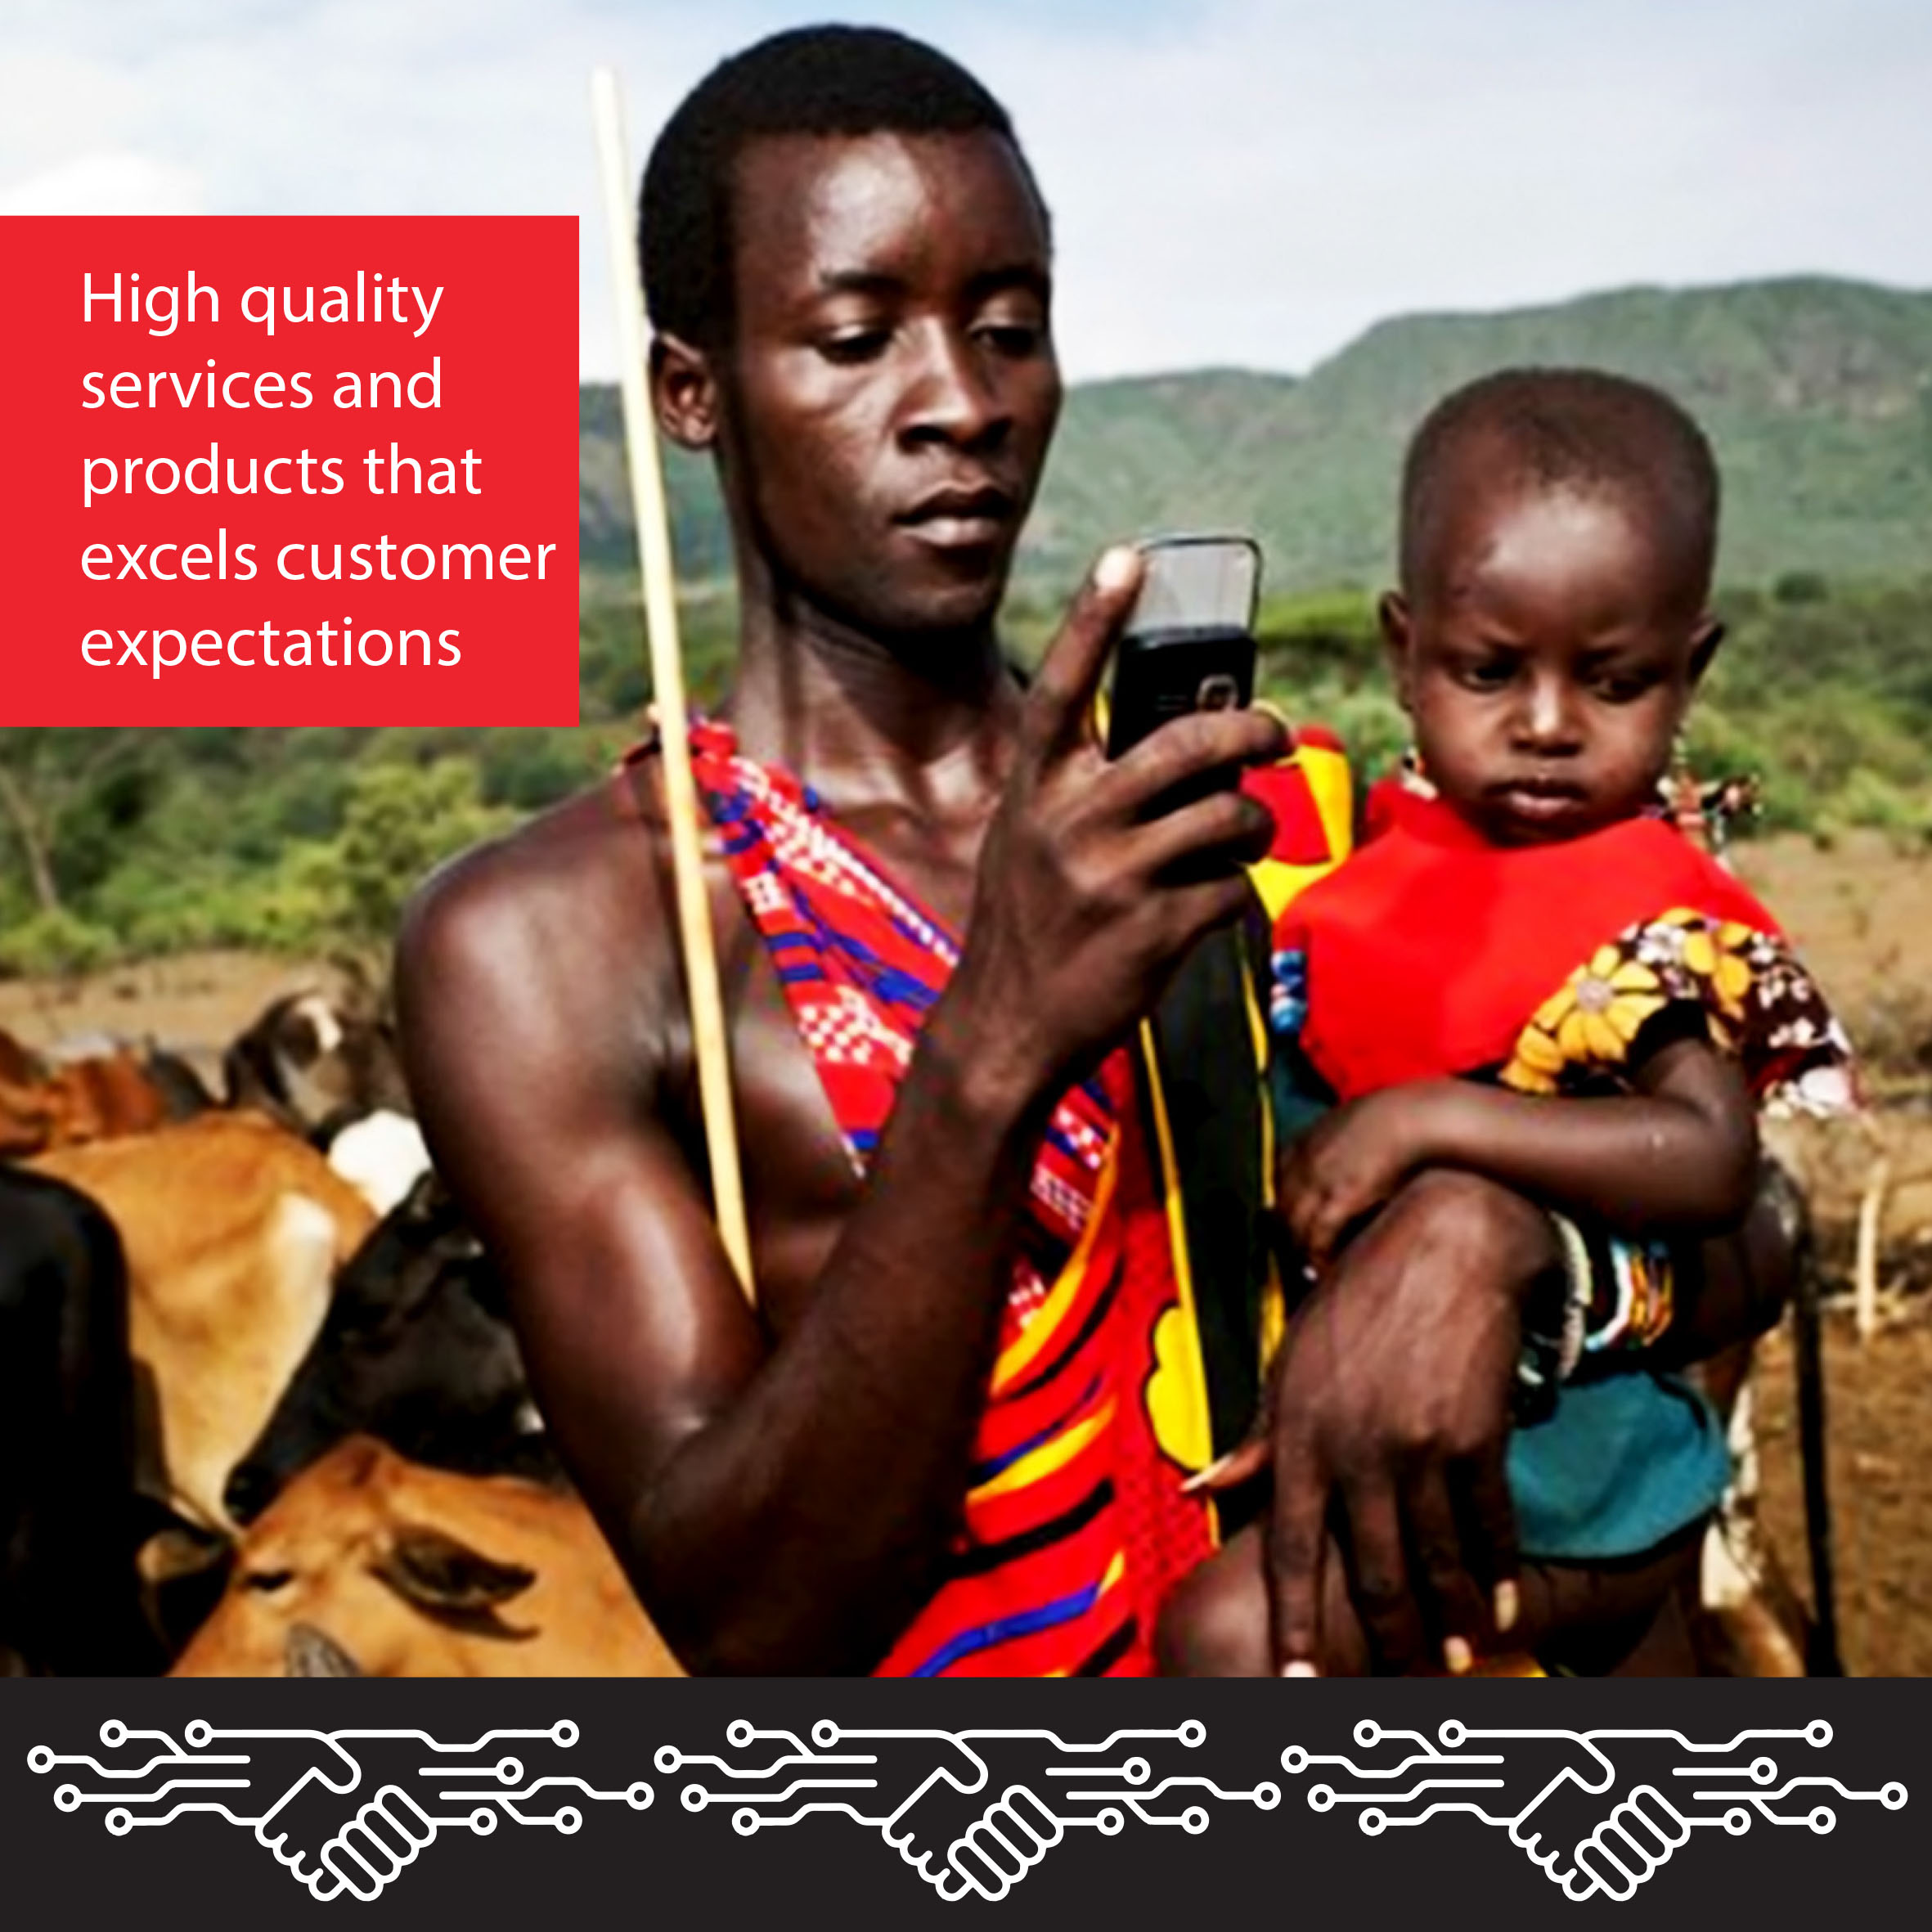 High quality
services and
products that
excels customer
expectations